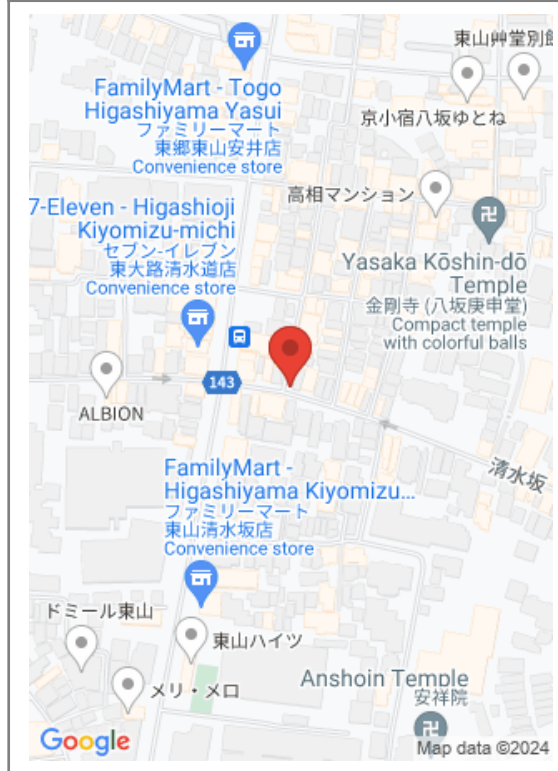 東山艸堂別館
FamilyMart - Togo
Higashiyama Yasui
ファミリーマート
東郷東山安井店
Convenience store
京小宿八坂ゆとね
高相マンション
7-Eleven - Higashioji
Kiyomizu-michi
セブン-イレブン
東大路清水道店
Convenience store
Yasaka Kōshin-dō
Temple
金剛寺 (八坂庚申堂)
Compact temple
with colorful balls
143
ALBION
清水坂
FamilyMart -
Higashiyama Kiyomizu...
ファミリーマート
東山清水坂店
Convenience store
ドミール東山
東山ハイツ
メリ・メロ
Anshoin Temple
安祥院
Google
Map data ©2024